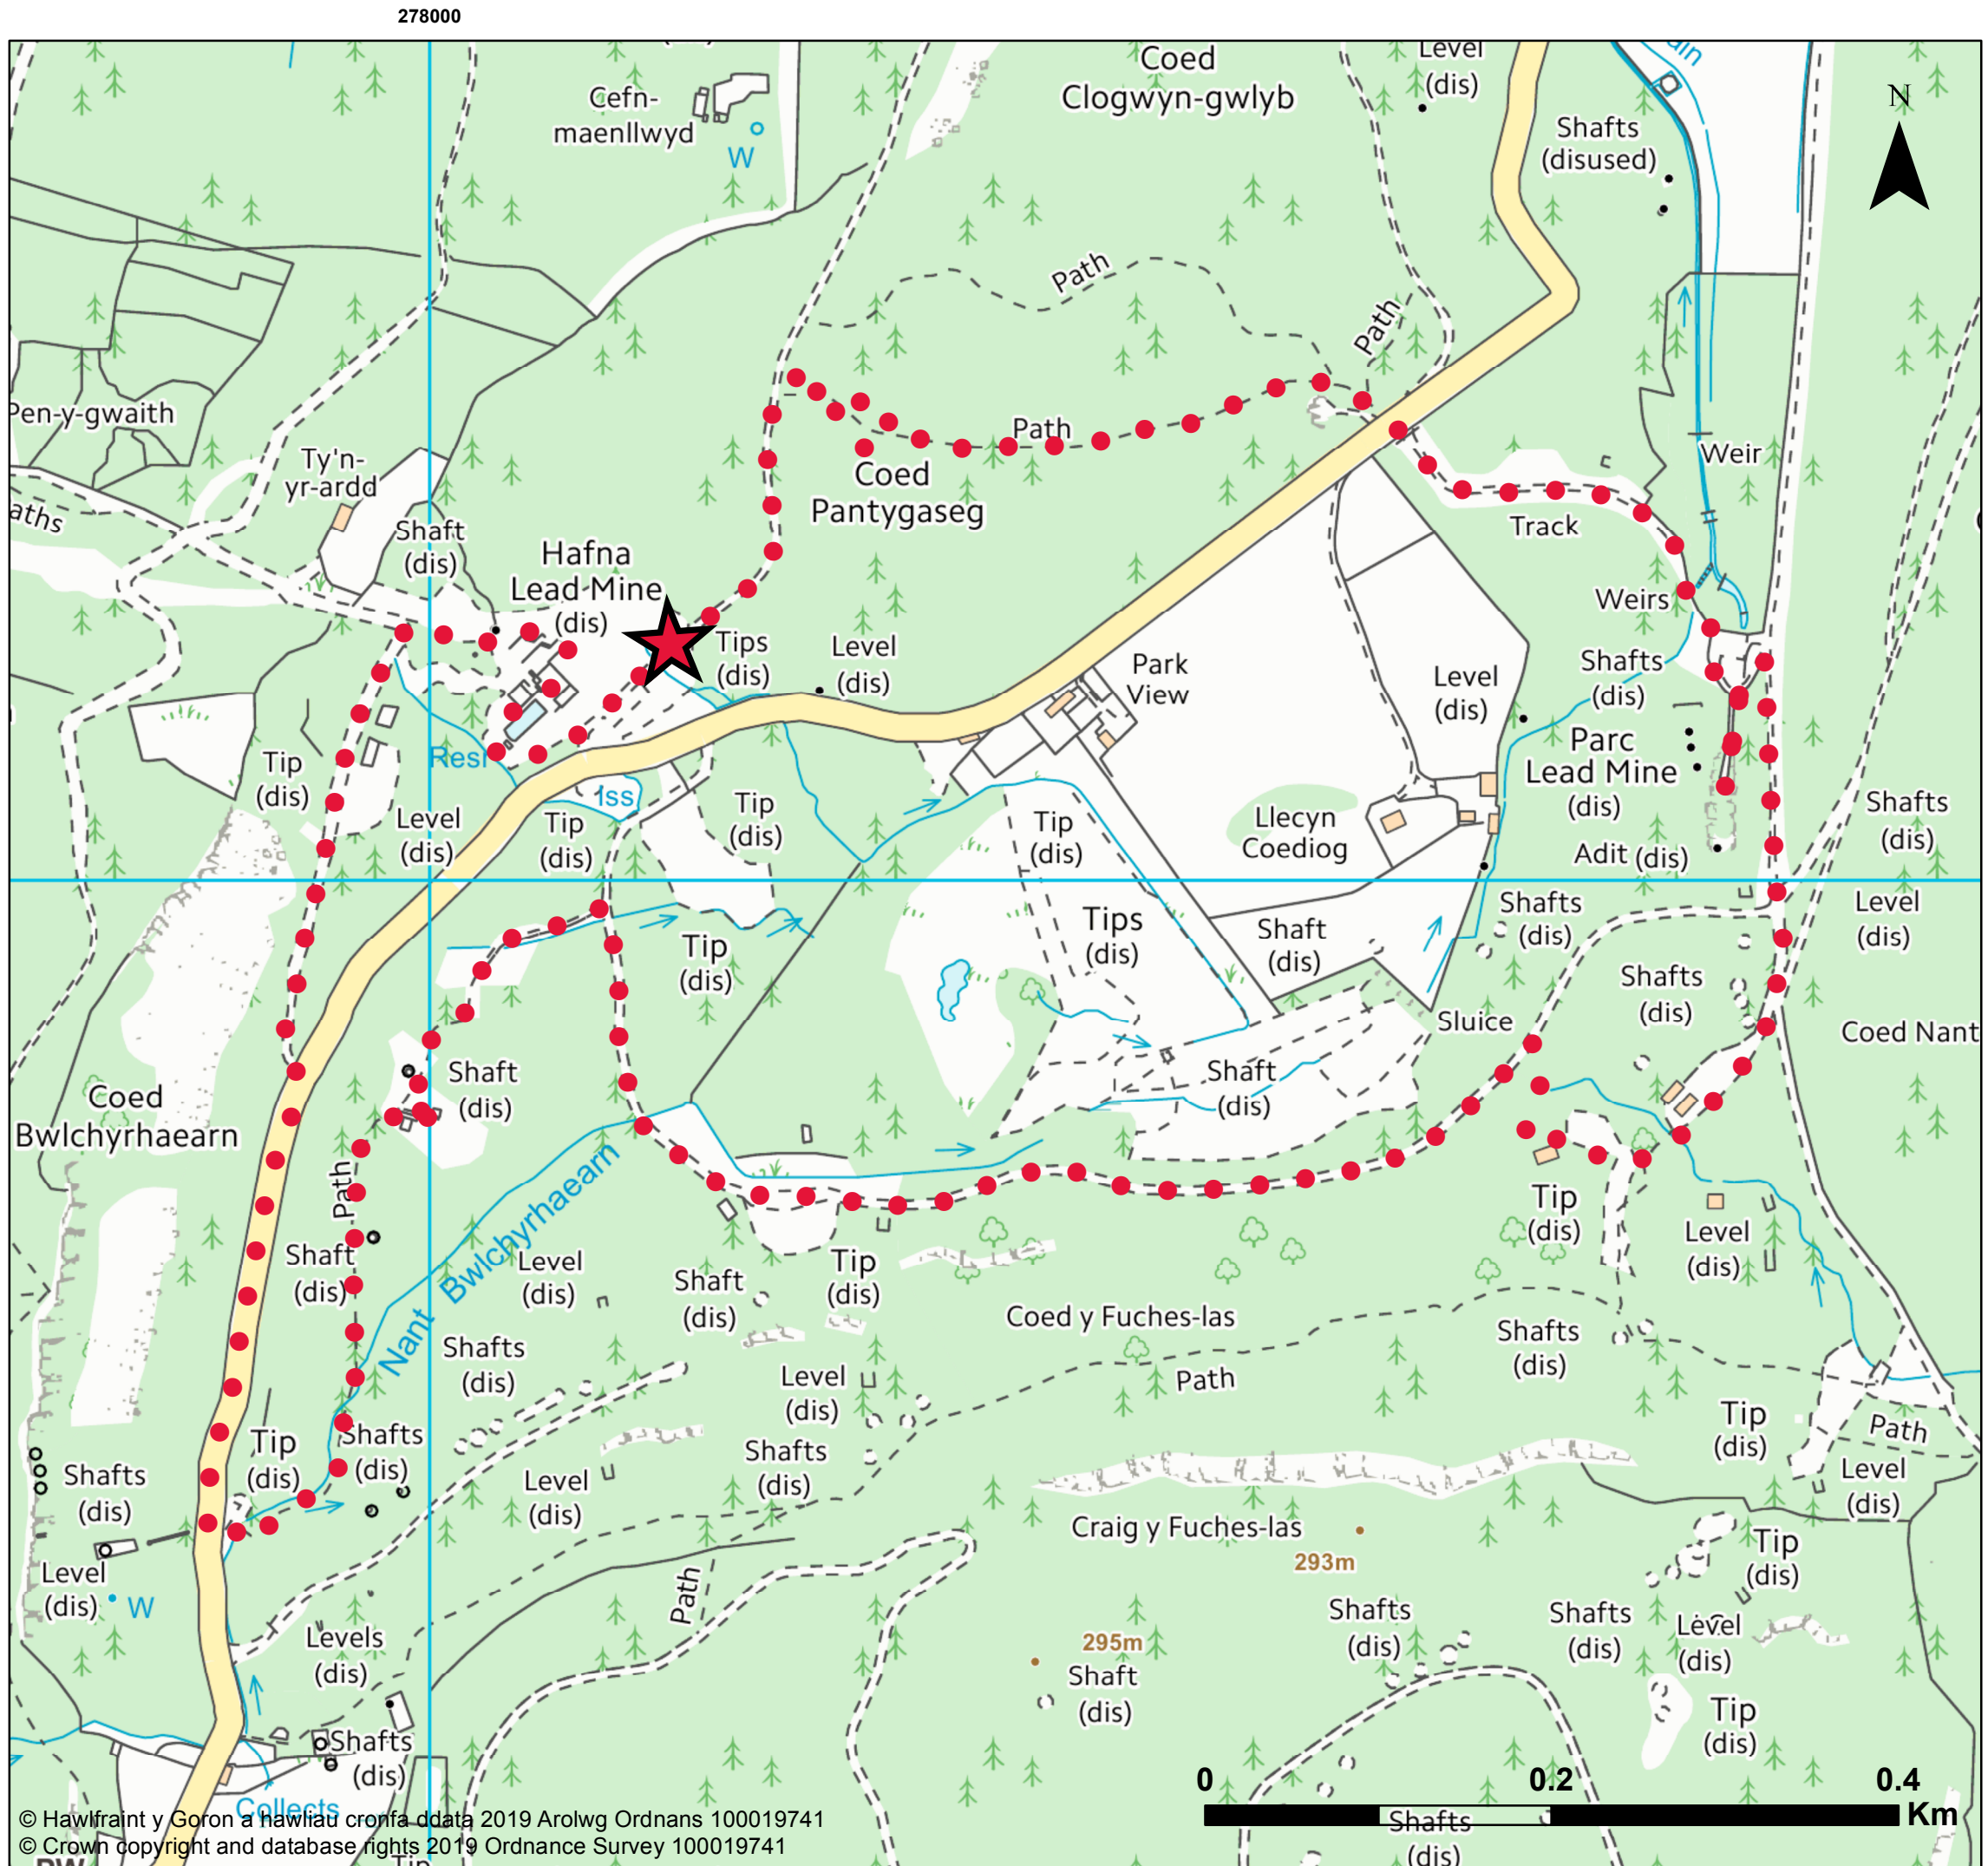 278000
Coed
Clogwyn-gwlyb
Level
(dis)
Cefn-
maenllwyd
W
Shafts
(disused)
N
Path
Path
Pen-y-gwaith
Ty'n-
yr-ardd
Path
Coed
Pantygaseg
Weir
Shaft
(dis)
Track
Hafna
Lead Mine
(dis)
Weirs
Tips
(dis)
Level
(dis)
Park
View
Level
(dis)
Shafts
(dis)
Parc
Lead Mine
(dis)
Resr
Tip
(dis)
Iss
Level
(dis)
Tip
(dis)
Tip
(dis)
Tip
(dis)
Llecyn
Coediog
Adit (dis)
Shafts
(dis)
Tips
(dis)
Shaft
(dis)
Shafts
(dis)
Level
(dis)
Tip
(dis)
Shafts
(dis)
Sluice
Coed Nant
Coed
Bwlchyrhaearn
Shaft
(dis)
Shaft
(dis)
Path
Nant Bwlchyrhaearn
Tip
(dis)
Level
(dis)
Shaft
(dis)
Level
(dis)
Shaft
(dis)
Tip
(dis)
Coed y Fuches-las
Shafts
(dis)
Shafts
(dis)
Path
Level
(dis)
Tip
(dis)
Path
Tip
(dis)
Shafts
(dis)
Shafts
(dis)
Shafts
(dis)
Level
(dis)
Level
(dis)
Craig y Fuches-las
293m
Tip
(dis)
Level
(dis)
W
Path
Shafts
(dis)
Shafts
(dis)
Level
(dis)
Levels
(dis)
295m
Shaft
(dis)
Tip
(dis)
Shafts
(dis)
0 0.2 0.4
Km
Collects
Shafts
(dis)
© Hawlfraint y Goron a hawliau cronfa ddata 2019 Arolwg Ordnans 100019741
© Crown copyright and database rights 2019 Ordnance Survey 100019741